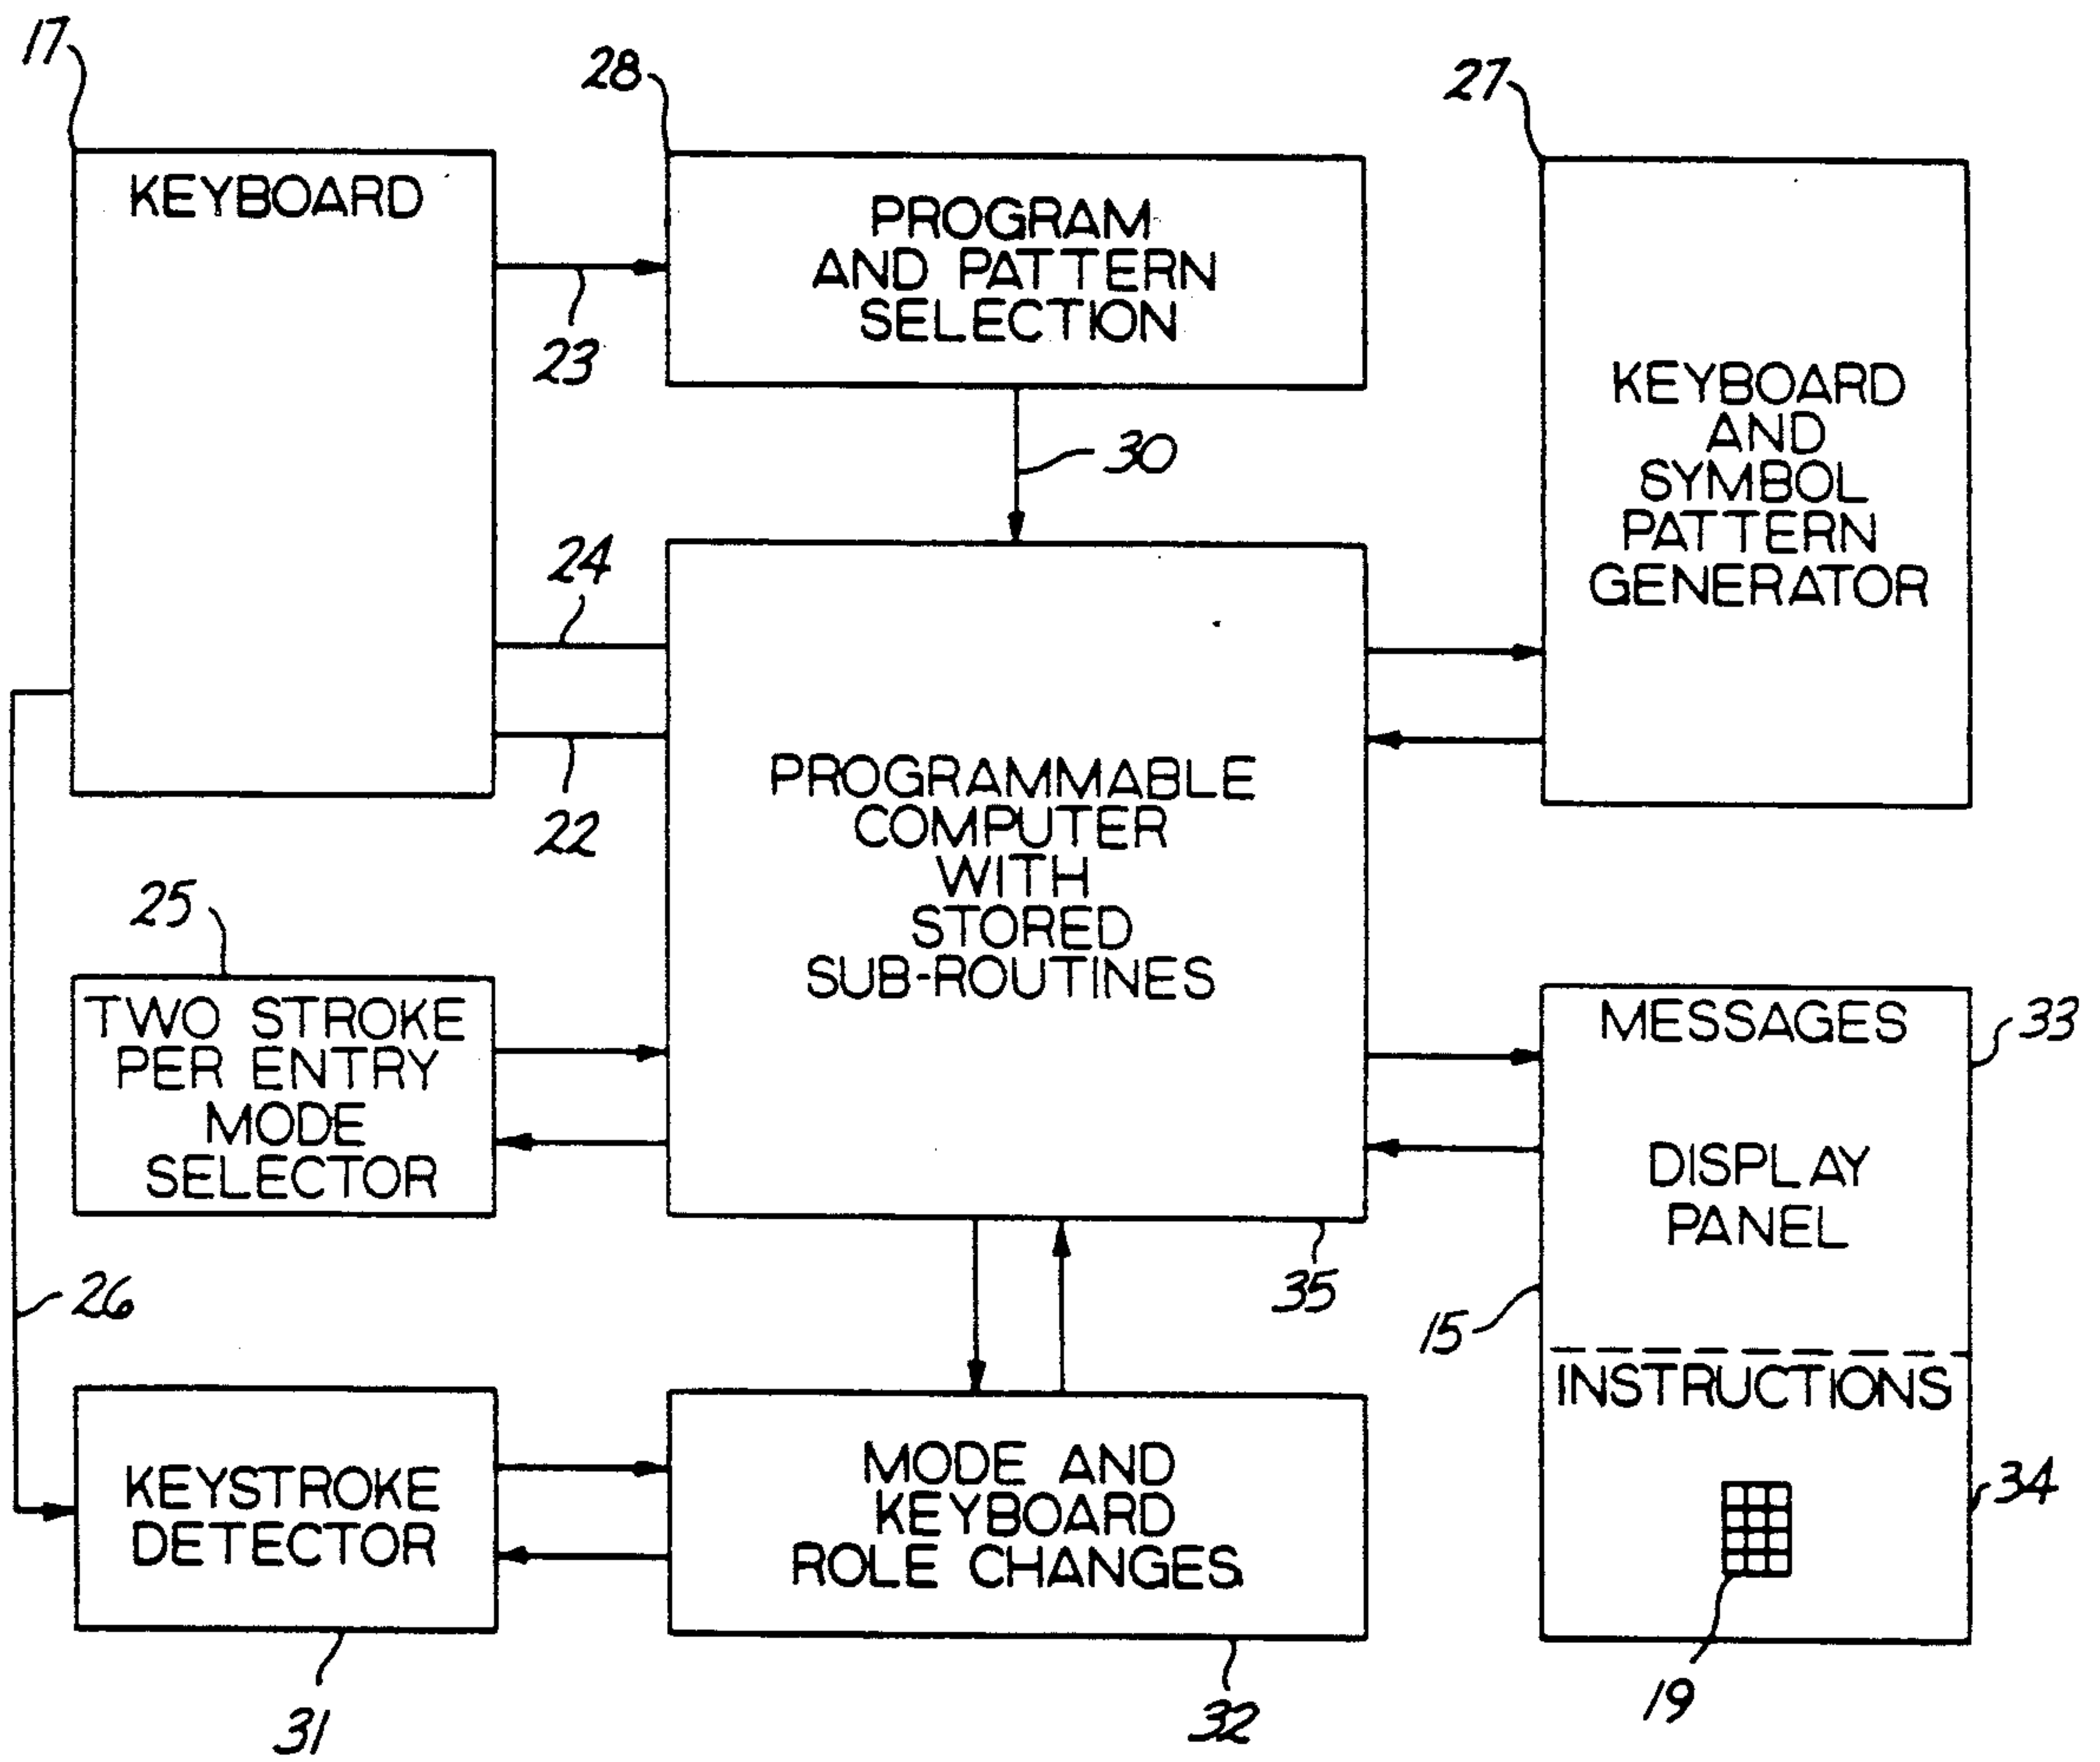 17
KEYBOARD
28
PROGRAM
AND PATTERN
SELECTION
27
KEYBOARD
AND
SYMBOL
PATTERN
GENERATOR
23
30
24
22
PROGRAMMABLE
COMPUTER
WITH
STORED
SUB-ROUTINES
35
25
TWO STROKE
PER ENTRY
MODE
SELECTOR
26
MESSAGES
33
DISPLAY
PANEL
15
INSTRUCTIONS
34
19
KEYSTROKE
DETECTOR
31
MODE AND
KEYBOARD
ROLE CHANGES
32